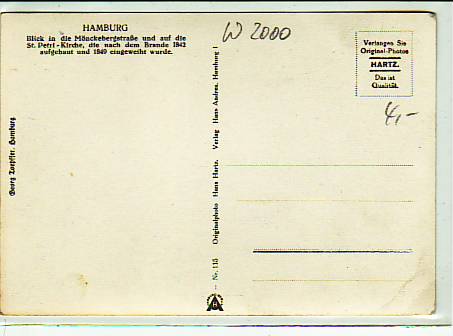 HAMBURG
Blick in die Mönckebergstraße und auf die
St. Petri-Kirche, die nach dem Brande 1842
aufgebaut und 1849 eingeweiht wurde.
W 2000
Verlangen Sie
Original-Photos
HARTZ.
Das ist
Qualität.
4,-
Georg Hamburg
Nr. 115 Originalphoto Hans Hartz. Verlag Hans Andres, Hamburg 1